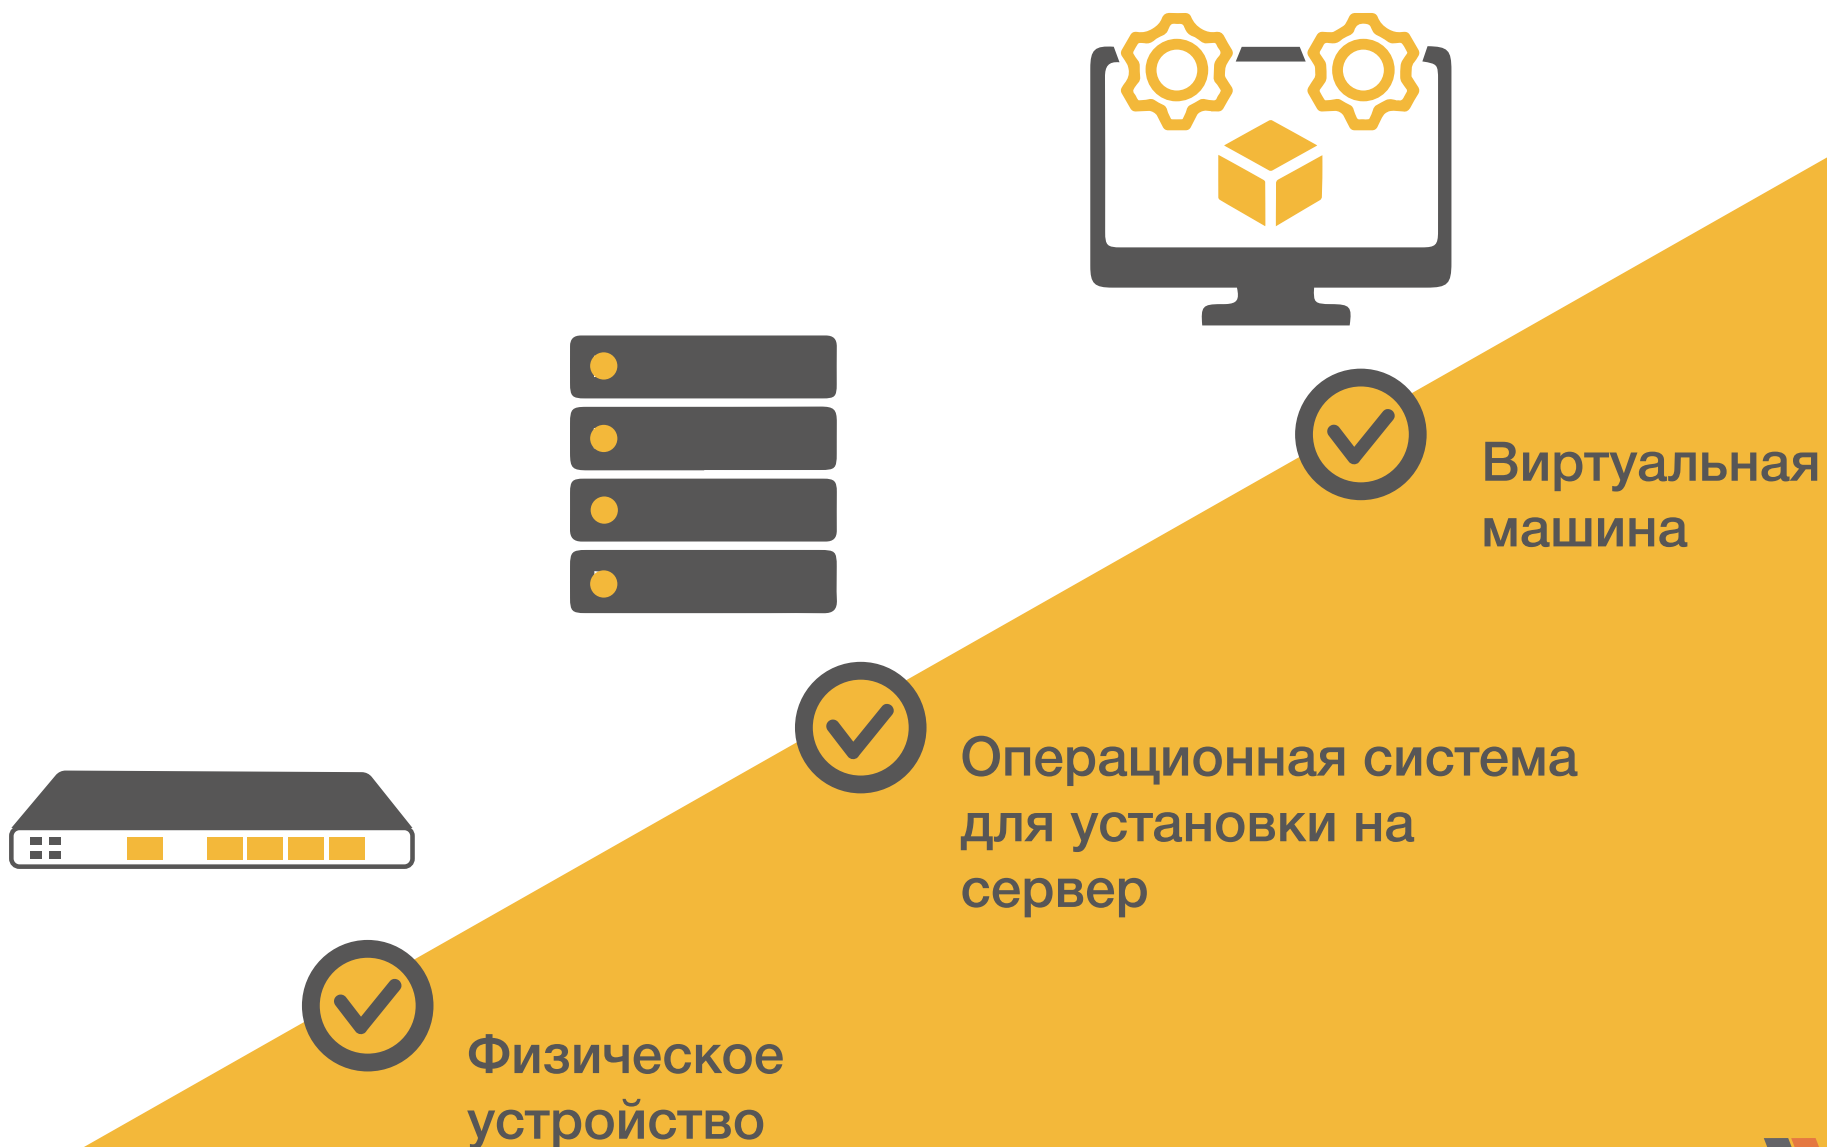 Виртуальная
машина
Операционная система
для установки на
сервер
Физическое
устройство